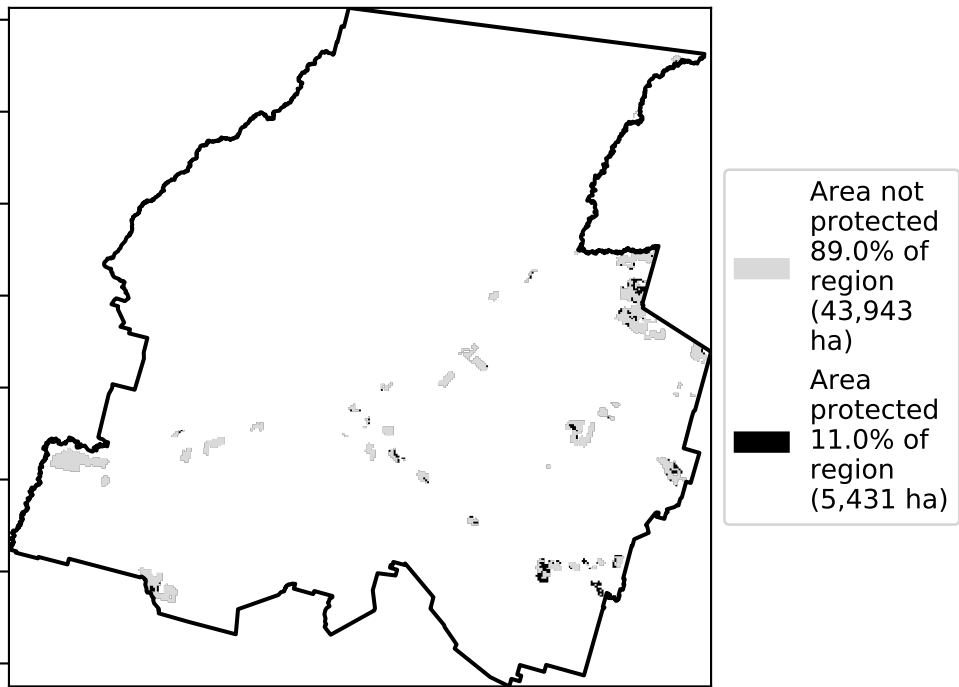 Area not
protected
89.0% of
region
(43,943
ha)
Area
protected
11.0% of
region
(5,431 ha)